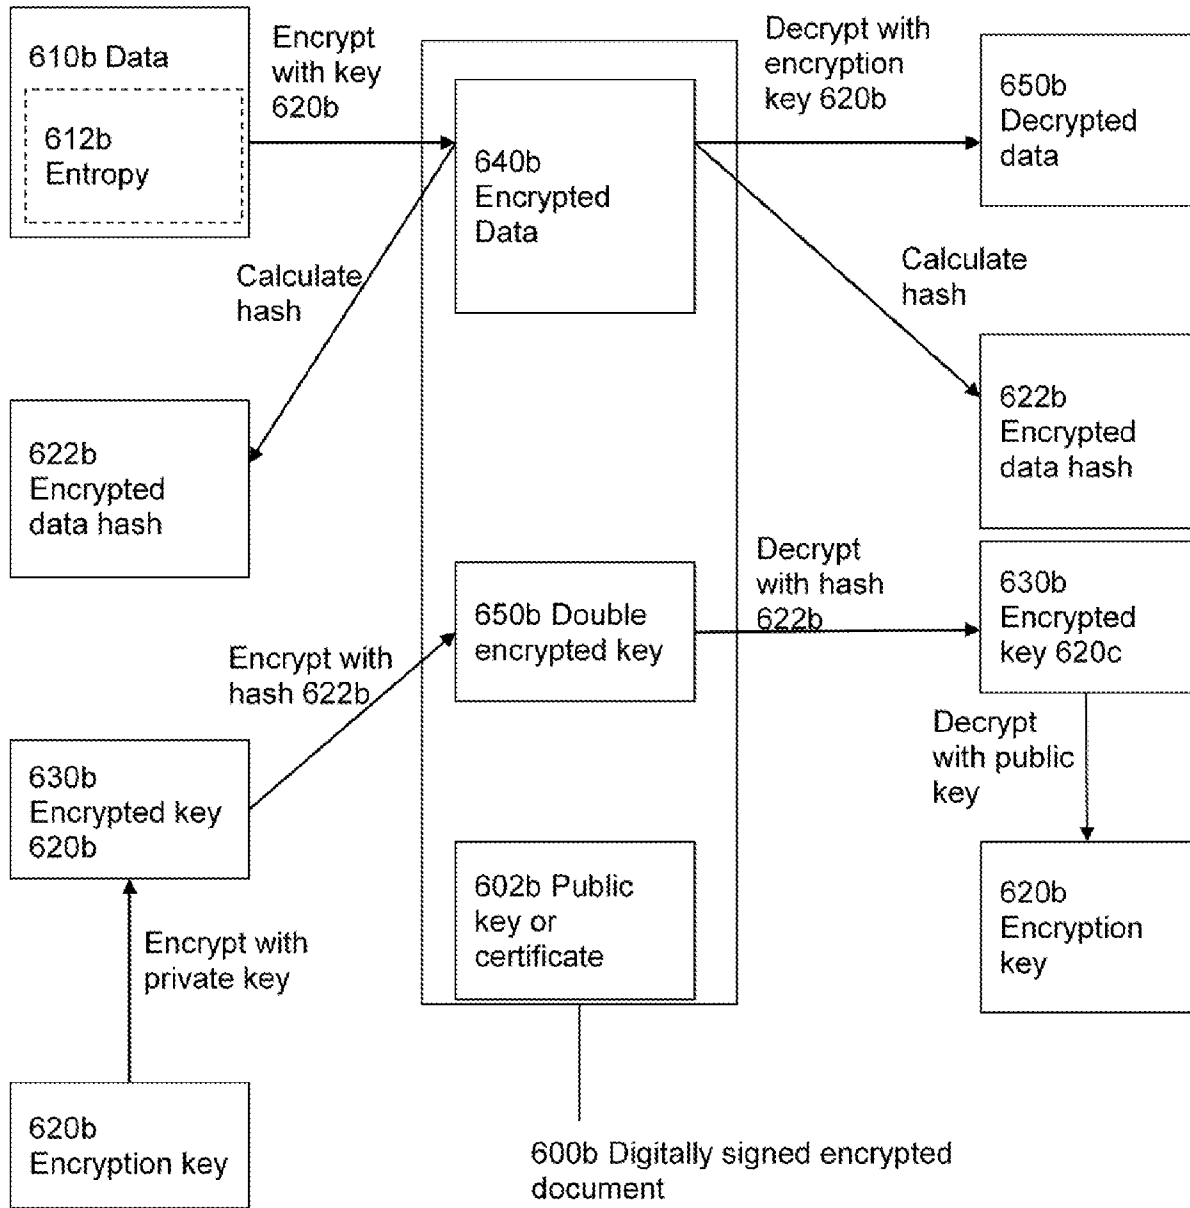 610b Data
612b
Entropy
Encrypt
with key
620b
640b
Encrypted
Data
Decrypt with
encryption
key 620b
650b
Decrypted
data
Calculate
hash
Calculate
hash
622b
Encrypted
data hash
622b
Encrypted
data hash
Encrypt with
hash 622b
650b Double
encrypted key
Decrypt
with hash
622b
630b
Encrypted
key 620c
630b
Encrypted key
620b
Decrypt
with public
key
602b Public
key or
certificate
620b
Encryption
key
Encrypt with
private key
620b
Encryption key
600b Digitally signed encrypted
document